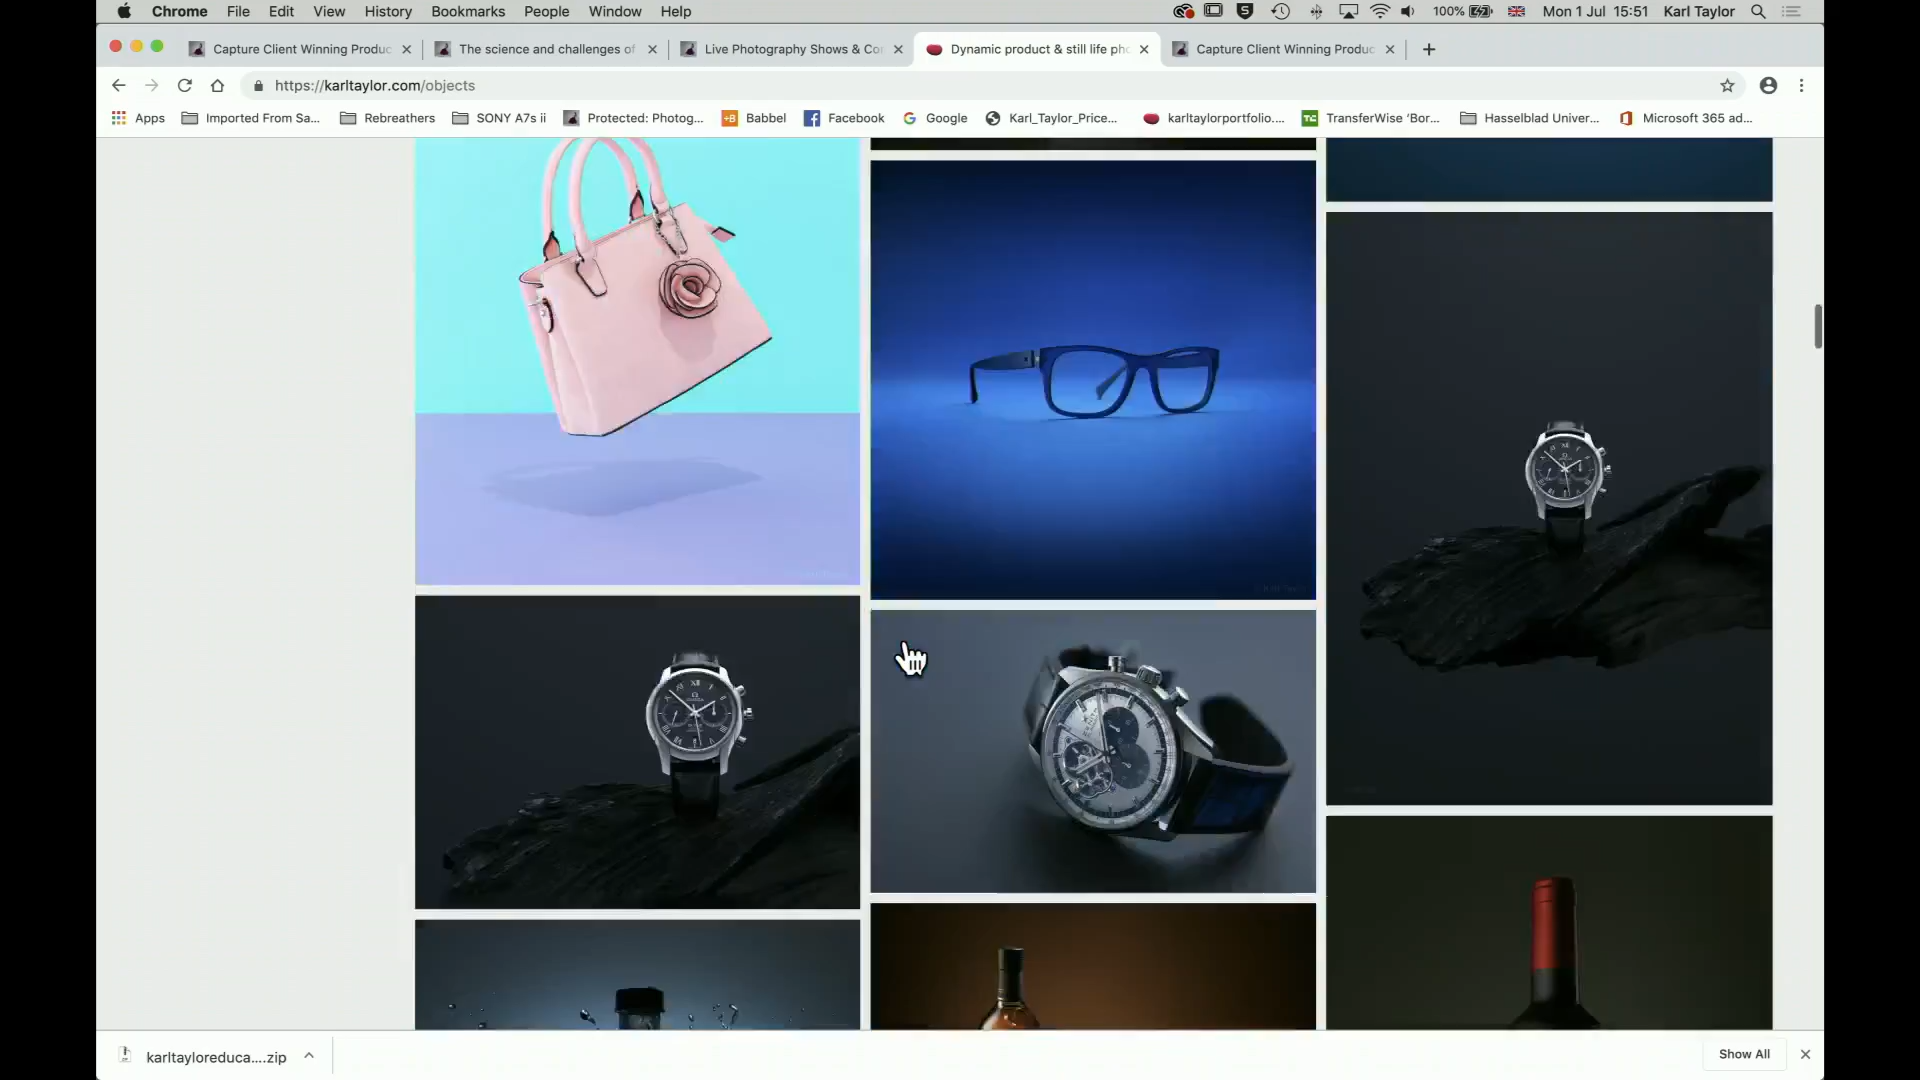 Chrome File Edit View History Bookmarks People Window Help 100% Mon 1 Jul 15:51 Karl Taylor
Capture Client Winning Produc The science and challenges of Live Photography Shows & Co Dynamic product & still life pho Capture Client Winning Produc
https://karltaylor.com/objects
Apps Imported From Sa... Rebreathers SONY A7s ii Protected: Photog... +B Babbel Facebook Google Karl_Taylor_Price... karltaylorportfolio.... TransferWise ‘Bor... Hasselblad Univer... Microsoft 365 ad...
karltayloreduca....zip Show All